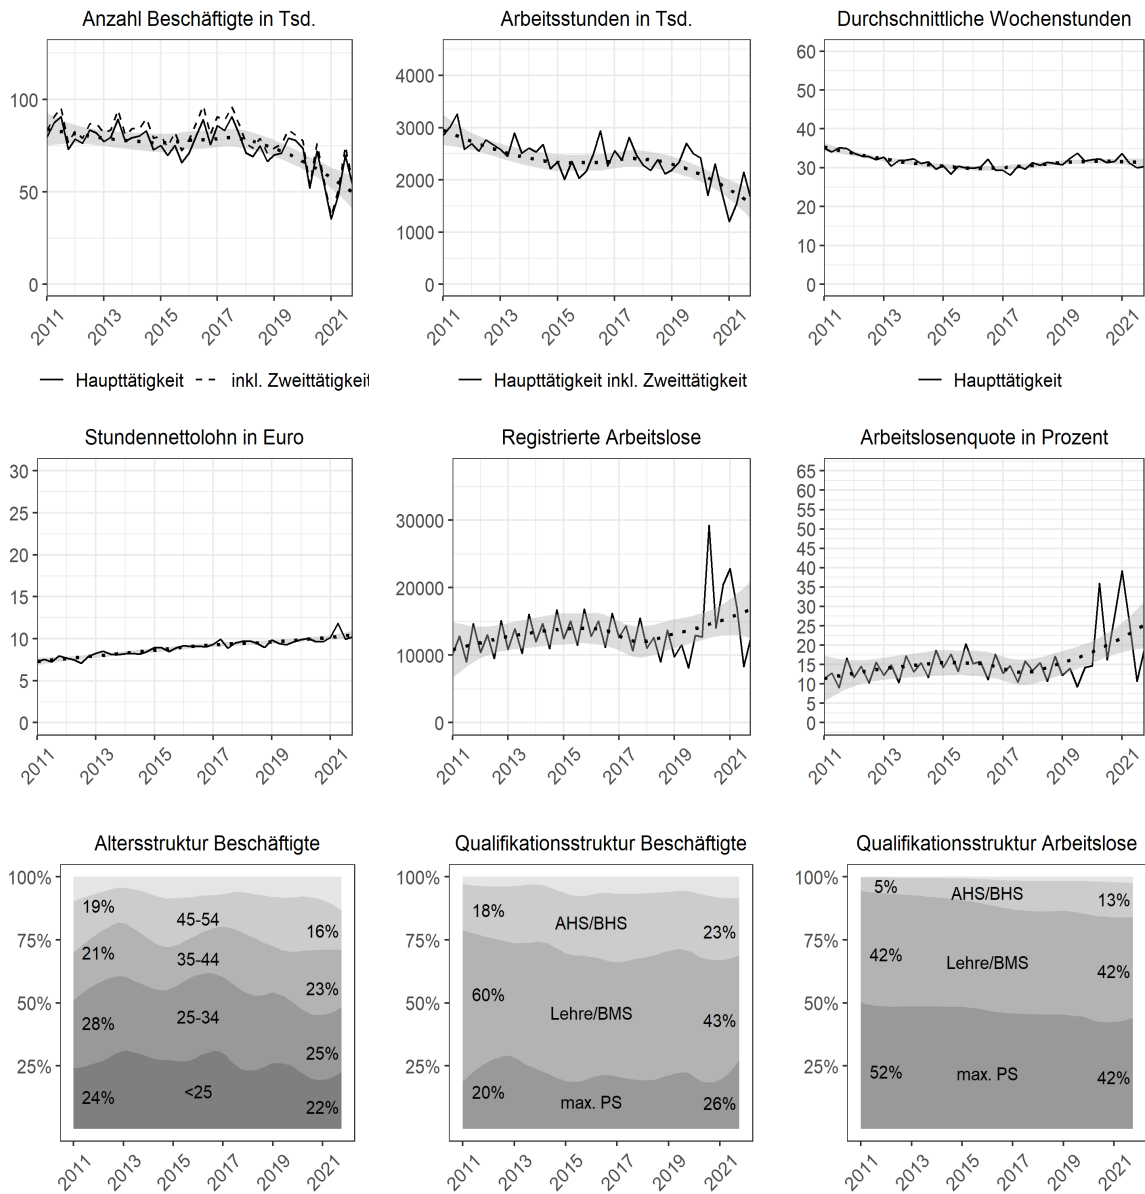 Anzahl Beschäftigte in Tsd.
100
50
0
2011 2013 2015 2017 2019 2021
Haupttätigkeit inkl. Zweittätigkeit
Arbeitsstunden in Tsd.
4000
3000
2000
1000
0
2011 2013 2015 2017 2019 2021
Haupttätigkeit inkl. Zweittätigkeit
Durchschnittliche Wochenstunden
60
50
40
30
20
10
0
2011 2013 2015 2017 2019 2021
Haupttätigkeit
Stundennettolohn in Euro
30
25
20
15
10
5
0
2011 2013 2015 2017 2019 2021
Registrierte Arbeitslose
30000
20000
10000
0
2011 2013 2015 2017 2019 2021
Arbeitslosenquote in Prozent
65
60
55
50
45
40
35
30
25
20
15
10
5
0
2011 2013 2015 2017 2019 2021
Altersstruktur Beschäftigte
100%
75%
50%
25%
19% 45-54 16%
21% 35-44 23%
28% 25-34 25%
24% <25 22%
2011 2013 2015 2017 2019 2021
Qualifikationsstruktur Beschäftigte
100%
75%
50%
25%
18% AHS/BHS 23%
60% Lehre/BMS 43%
20% max. PS 26%
2011 2013 2015 2017 2019 2021
Qualifikationsstruktur Arbeitslose
100%
75%
50%
25%
5% AHS/BHS 13%
42% Lehre/BMS 42%
52% max. PS 42%
2011 2013 2015 2017 2019 2021